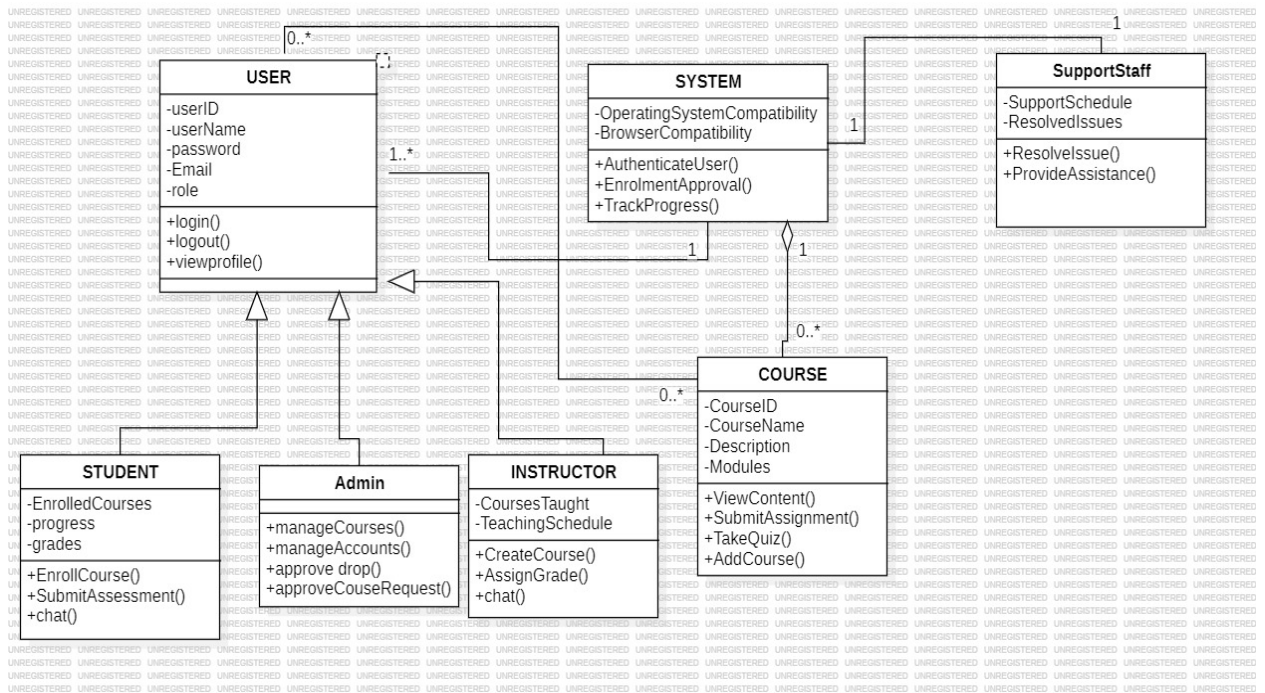 UNREGISTERED
0..*
1
USER
-userID
-userName
-password
-Email
-role
+login()
+logout()
+viewprofile()
1..*
SYSTEM
-OperatingSystemCompatibility
-BrowserCompatibility
+AuthenticateUser()
+EnrolmentApproval()
+TrackProgress()
1
1
1
SupportStaff
-SupportSchedule
-ResolvedIssues
+ResolveIssue()
+ProvideAssistance()
0..*
0..*
COURSE
-CourseID
-CourseName
-Description
-Modules
+ViewContent()
+SubmitAssignment()
+TakeQuiz()
+AddCourse()
STUDENT
-EnrolledCourses
-progress
-grades
+EnrollCourse()
+SubmitAssessment()
+chat()
Admin
+manageCourses()
+manageAccounts()
+approve drop()
+approveCouseRequest()
INSTRUCTOR
-CoursesTaught
-TeachingSchedule
+CreateCourse()
+AssignGrade()
+chat()